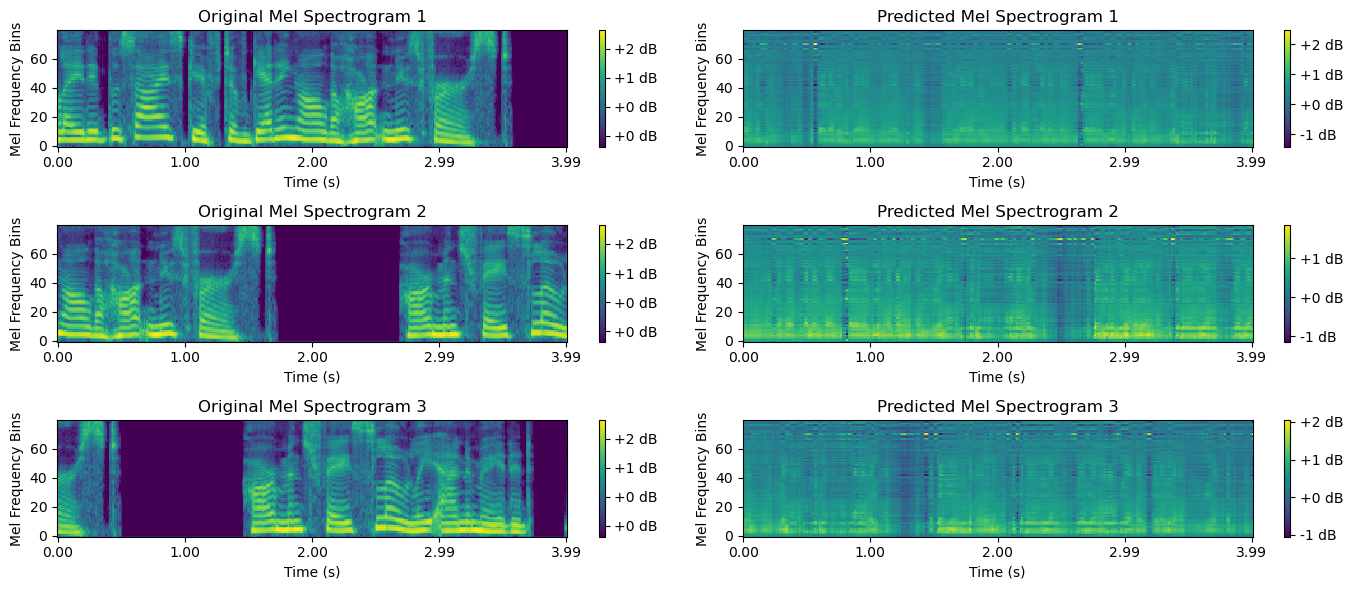 Original Mel Spectrogram 1
Mel Frequency Bins
60
40
20
0
0.00 1.00 2.00 2.99 3.99
Time (s)
+2 dB
+1 dB
+0 dB
+0 dB
Predicted Mel Spectrogram 1
Mel Frequency Bins
60
40
20
0
0.00 1.00 2.00 2.99 3.99
Time (s)
+2 dB
+1 dB
+0 dB
-1 dB
Original Mel Spectrogram 2
Mel Frequency Bins
60
40
20
0
0.00 1.00 2.00 2.99 3.99
Time (s)
+2 dB
+1 dB
+0 dB
+0 dB
Predicted Mel Spectrogram 2
Mel Frequency Bins
60
40
20
0
0.00 1.00 2.00 2.99 3.99
Time (s)
+1 dB
+0 dB
-1 dB
Original Mel Spectrogram 3
Mel Frequency Bins
60
40
20
0
0.00 1.00 2.00 2.99 3.99
Time (s)
+2 dB
+1 dB
+0 dB
+0 dB
Predicted Mel Spectrogram 3
Mel Frequency Bins
60
40
20
0
0.00 1.00 2.00 2.99 3.99
Time (s)
+2 dB
+1 dB
+0 dB
-1 dB